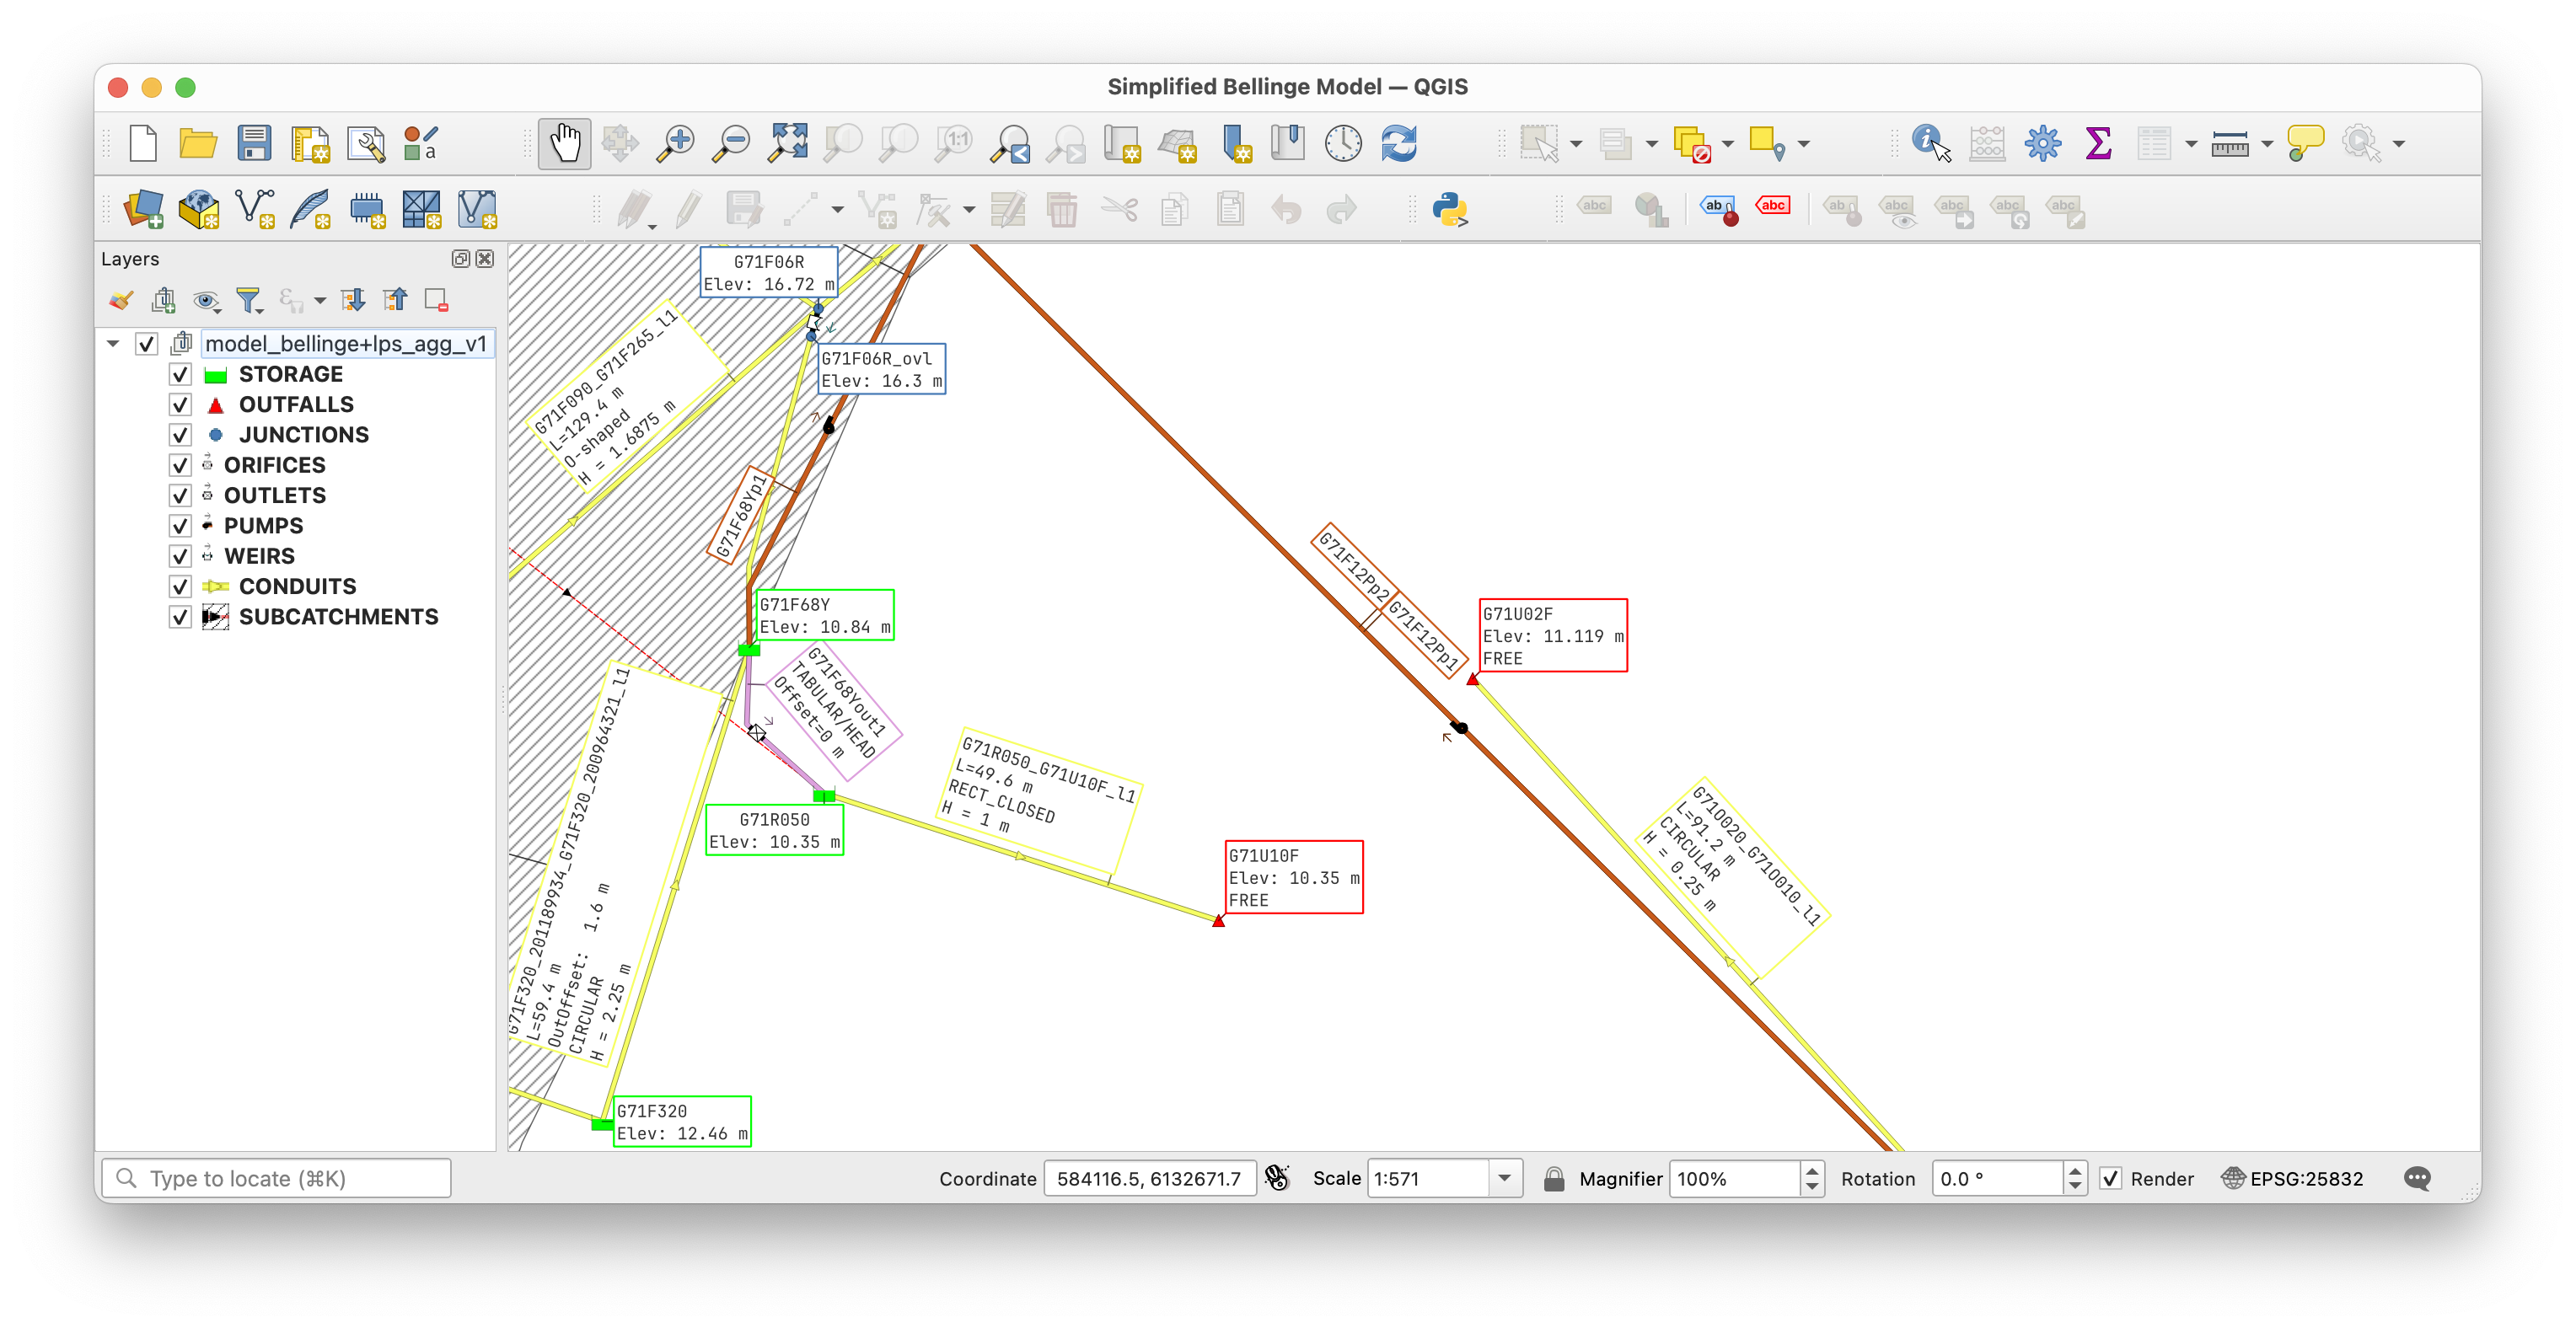 Simplified Bellinge Model — QGIS
a
1:1
ab
abc
Layers
model_bellinge+lps_agg_v1
STORAGE
OUTFALLS
JUNCTIONS
ORIFICES
OUTLETS
PUMPS
WEIRS
CONDUITS
SUBCATCHMENTS
G71F06R
Elev: 16.72 m
G71F06R_ovl
Elev: 16.3 m
G71F090_G71F265_l1
L=129.4 m
O-shaped
H = 1.6875 m
G71F68Yp1
G71F68Y
Elev: 10.84 m
G71F68Yout1
TABULAR/HEAD
Offset=0 m
G71F12Pp2
G71F12Pp1
G71U02F
Elev: 11.119 m
FREE
G71R050_G71U10F_l1
L=49.6 m
RECT_CLOSED
H = 1 m
G71R050
Elev: 10.35 m
G71U10F
Elev: 10.35 m
FREE
G71O020_G71O010_l1
L=91.2 m
CIRCULAR
H = 0.25 m
G71F320_201189934_G71F320_200964321_l1
L=59.4 m
OutOffset: 1.6 m
CIRCULAR
H = 2.25 m
G71F320
Elev: 12.46 m
Type to locate (⌘K)
Coordinate 584116.5, 6132671.7 Scale 1:571 Magnifier 100% Rotation 0.0 ° Render EPSG:25832